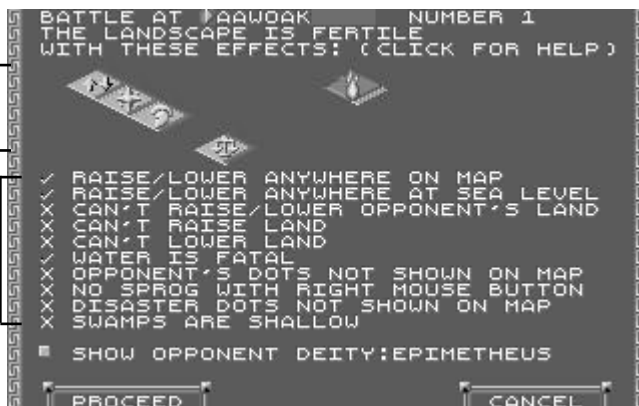 BATTLE AT AAWOAK NUMBER 1
THE LANDSCAPE IS FERTILE
WITH THESE EFFECTS: (CLICK FOR HELP)
✓ RAISE/LOWER ANYWHERE ON MAP
✓ RAISE/LOWER ANYWHERE AT SEA LEVEL
X CAN'T RAISE/LOWER OPPONENT'S LAND
X CAN'T RAISE LAND
X CAN'T LOWER LAND
✓ WATER IS FATAL
X OPPONENT'S DOTS NOT SHOWN ON MAP
X NO SPROG WITH RIGHT MOUSE BUTTON
X DISASTER DOTS NOT SHOWN ON MAP
X SWAMPS ARE SHALLOW
SHOW OPPONENT DEITY:EPIMETHEUS
PROCEED CANCEL